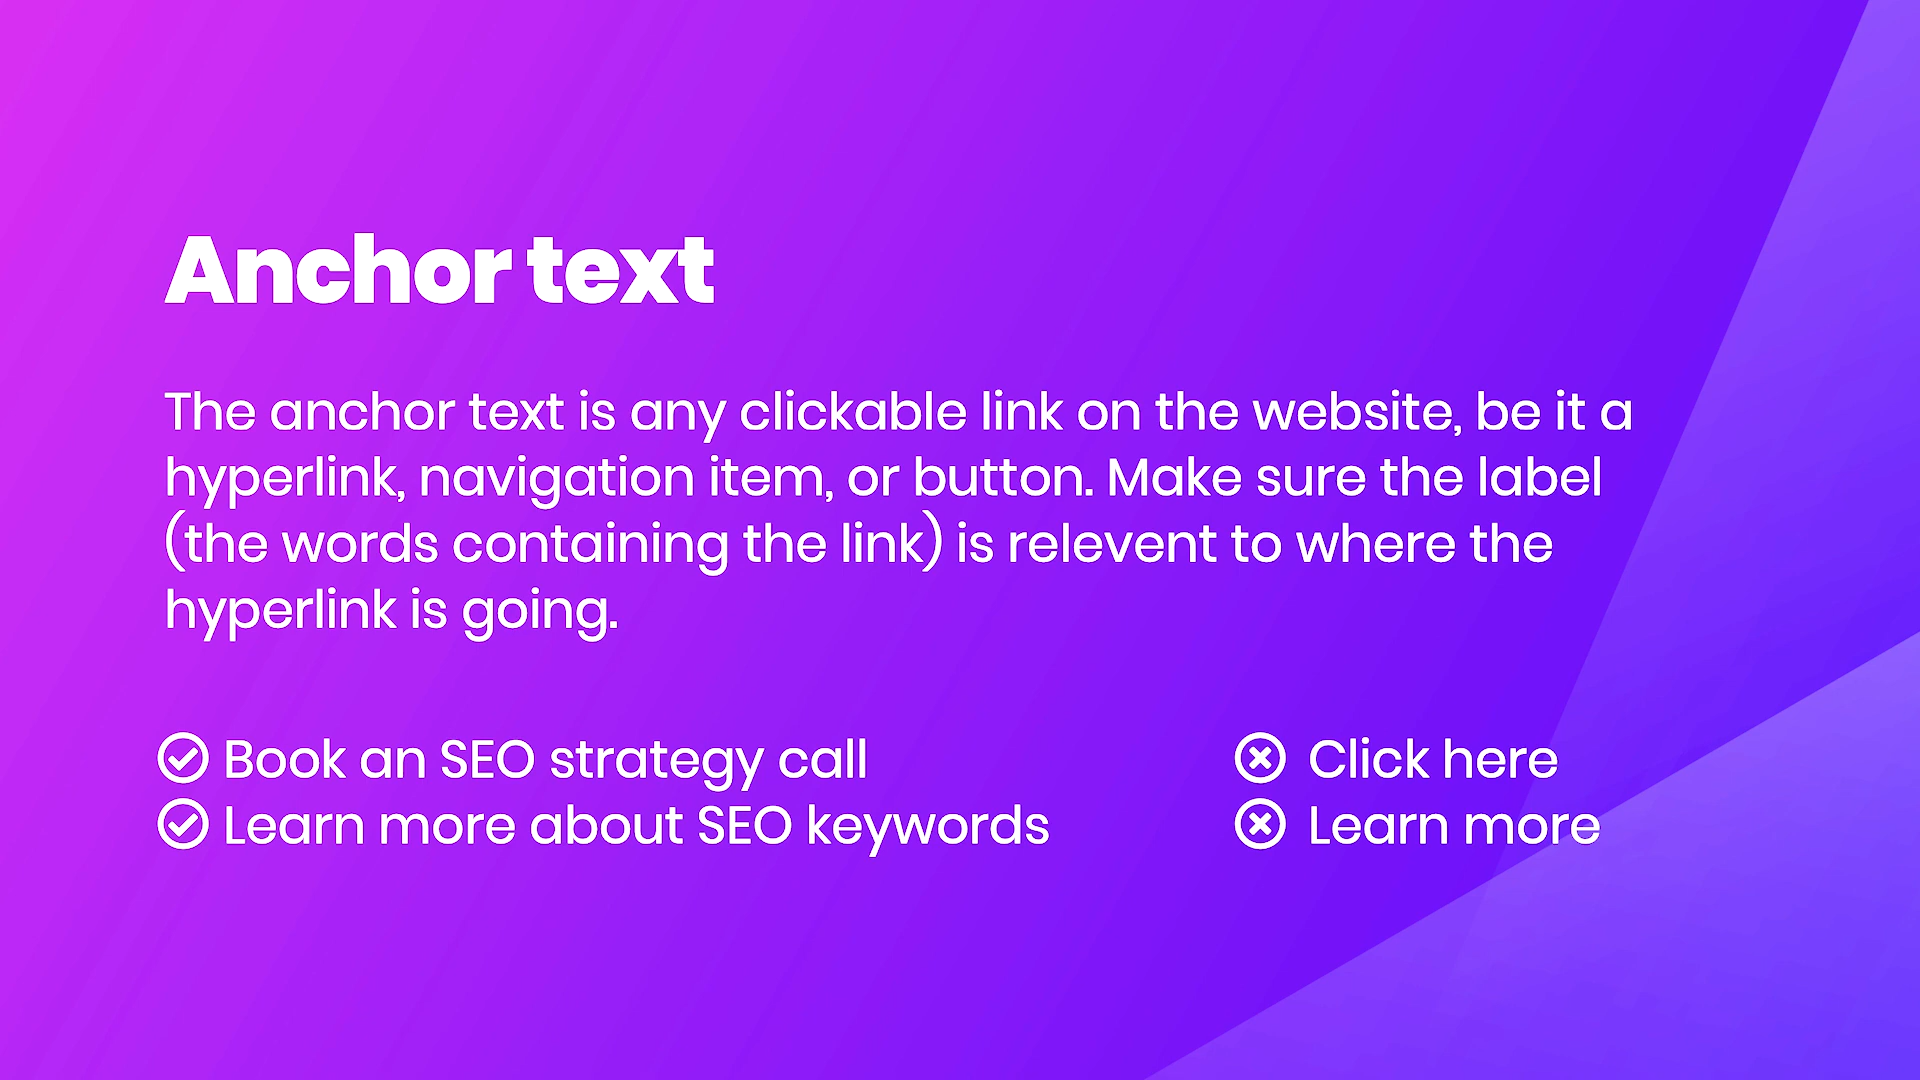 Anchor text
The anchor text is any clickable link on the website, be it a
hyperlink, navigation item, or button. Make sure the label
(the words containing the link) is relevent to where the
hyperlink is going.
Book an SEO strategy call
Learn more about SEO keywords
Click here
Learn more